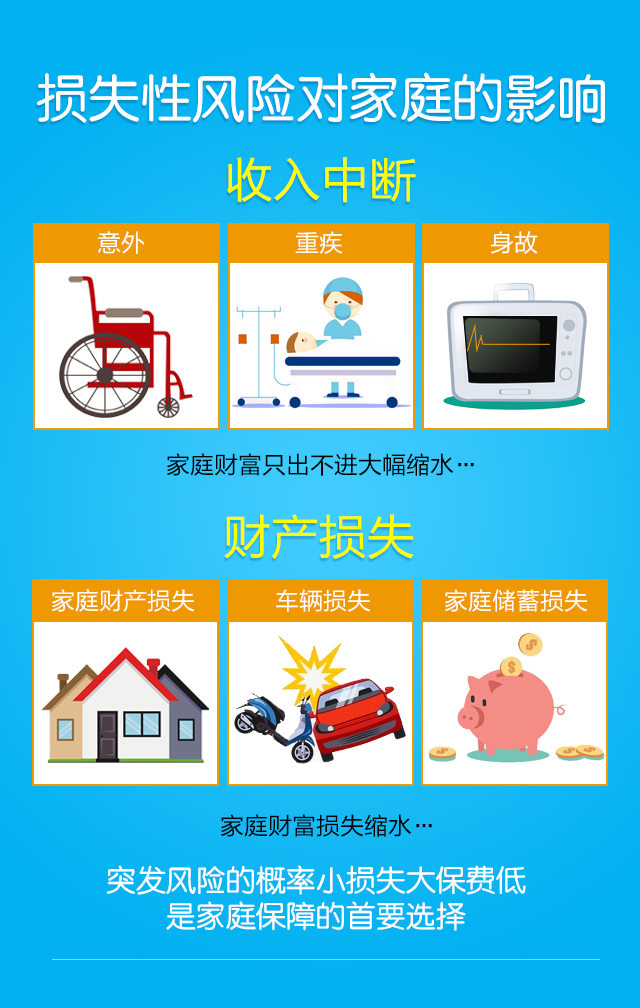 损失性风险对家庭的影响
收入中断
意外
重疾
身故
家庭财富只出不进大幅缩水…
财产损失
家庭财产损失
车辆损失
家庭储蓄损失
家庭财富损失缩水…
突发风险的概率小损失大保费低
是家庭保障的首要选择